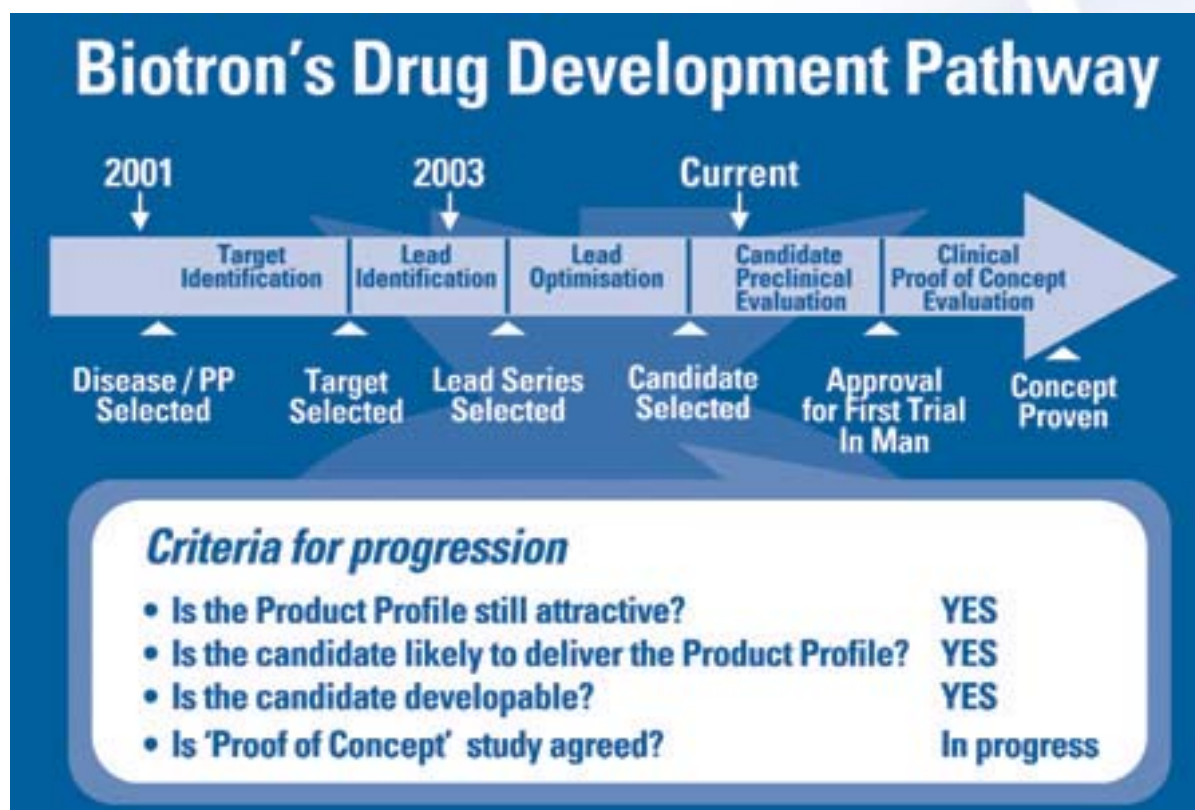 Biotron's Drug Development Pathway
2001 2003 Current
Target Identification
Lead Identification
Lead Optimisation
Candidate Preclinical Evaluation
Clinical Proof of Concept Evaluation
Disease / PP Selected
Target Selected
Lead Series Selected
Candidate Selected
Approval for First Trial In Man
Concept Proven
Criteria for progression
• Is the Product Profile still attractive? YES
• Is the candidate likely to deliver the Product Profile? YES
• Is the candidate developable? YES
• Is 'Proof of Concept' study agreed? In progress